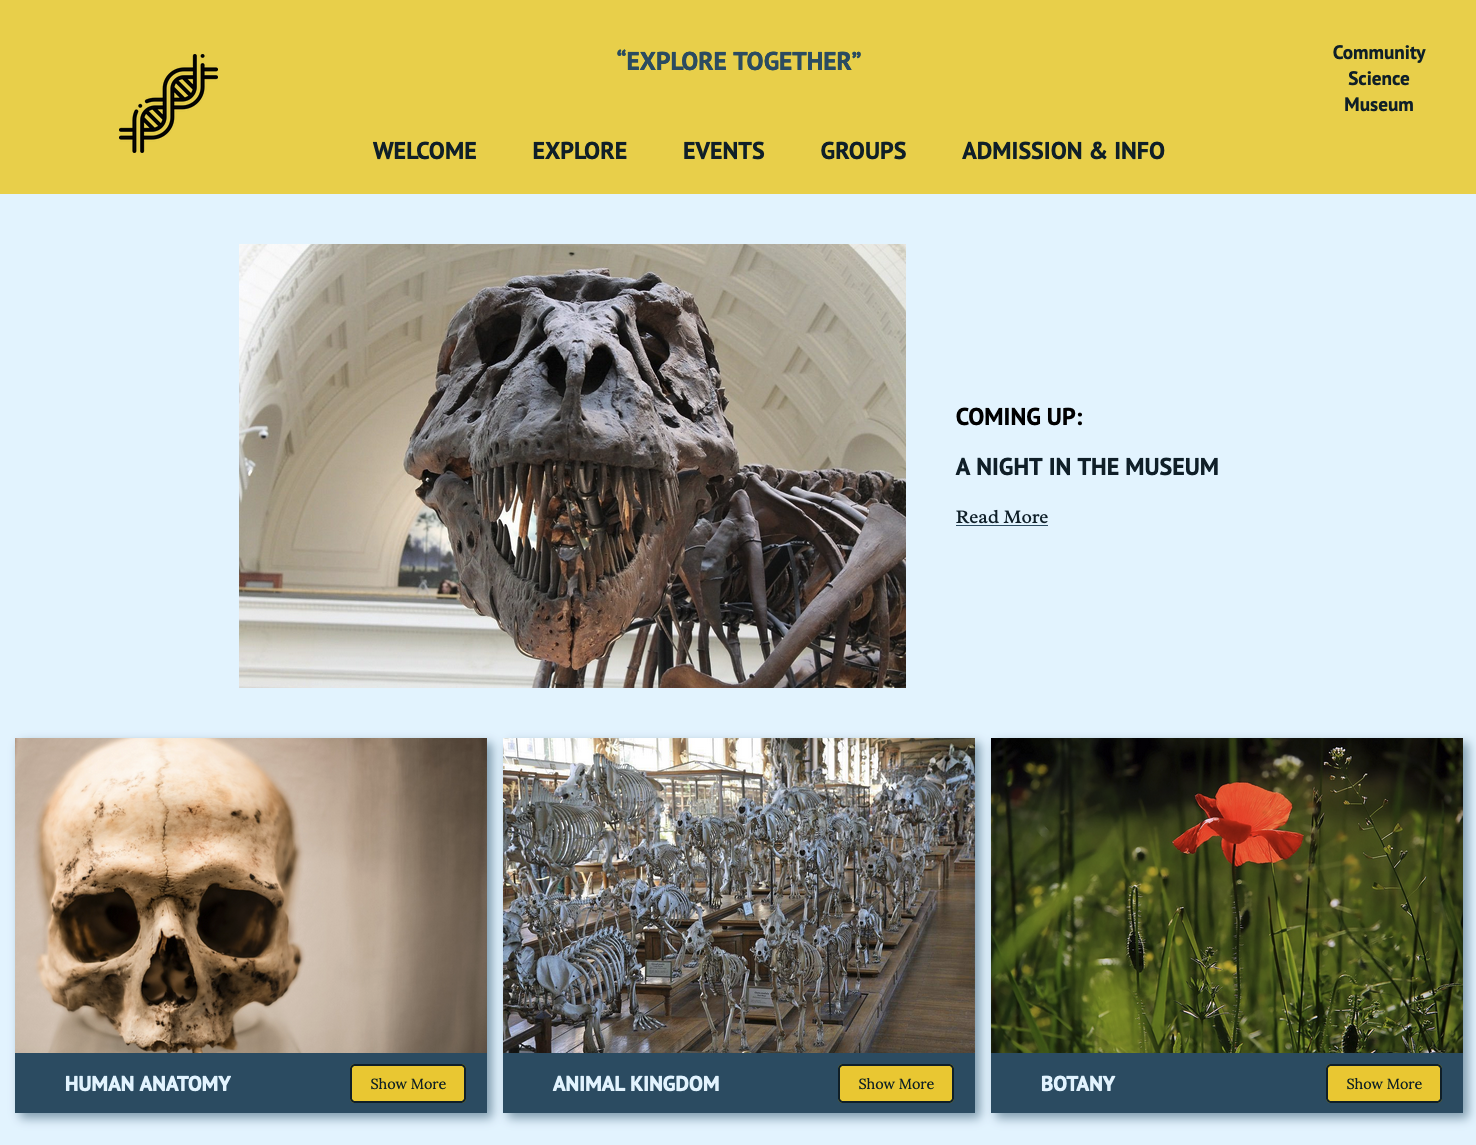 “EXPLORE TOGETHER”
Community
Science
Museum
WELCOME EXPLORE EVENTS GROUPS ADMISSION & INFO
COMING UP:
A NIGHT IN THE MUSEUM
Read More
HUMAN ANATOMY Show More
ANIMAL KINGDOM Show More
BOTANY Show More